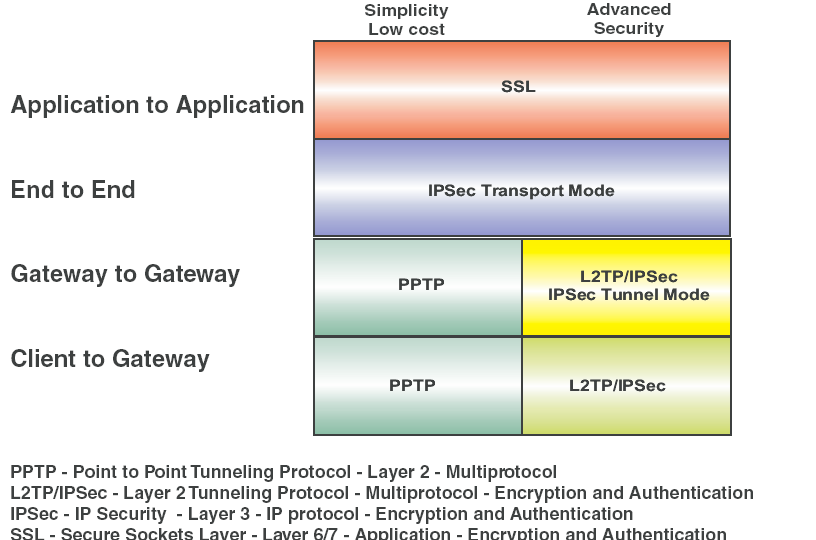 Simplicity
Low cost
Advanced
Security
Application to Application
SSL
End to End
IPSec Transport Mode
Gateway to Gateway
PPTP
L2TP/IPSec
IPSec Tunnel Mode
Client to Gateway
PPTP
L2TP/IPSec
PPTP - Point to Point Tunneling Protocol - Layer 2 - Multiprotocol
L2TP/IPSec - Layer 2 Tunneling Protocol - Multiprotocol - Encryption and Authentication
IPSec - IP Security - Layer 3 - IP protocol - Encryption and Authentication
SSL - Secure Sockets Layer - Layer 6/7 - Application - Encryption and Authentication